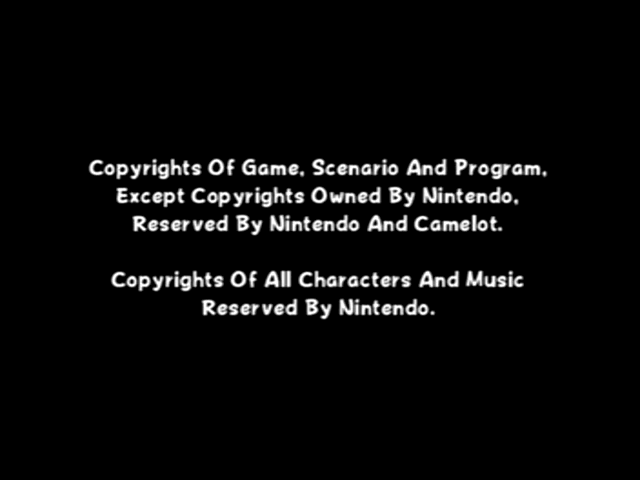 Copyrights Of Game, Scenario And Program,
Except Copyrights Owned By Nintendo,
Reserved By Nintendo And Camelot.
Copyrights Of All Characters And Music
Reserved By Nintendo.